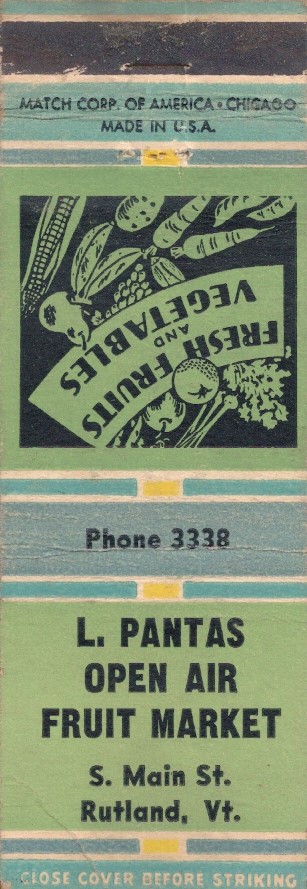 MATCH CORP. OF AMERICA • CHICAGO
MADE IN U.S.A.
FRESH FRUITS
AND
VEGETABLES
Phone 3338
L. PANTAS
OPEN AIR
FRUIT MARKET
S. Main St.
Rutland, Vt.
CLOSE COVER BEFORE STRIKING